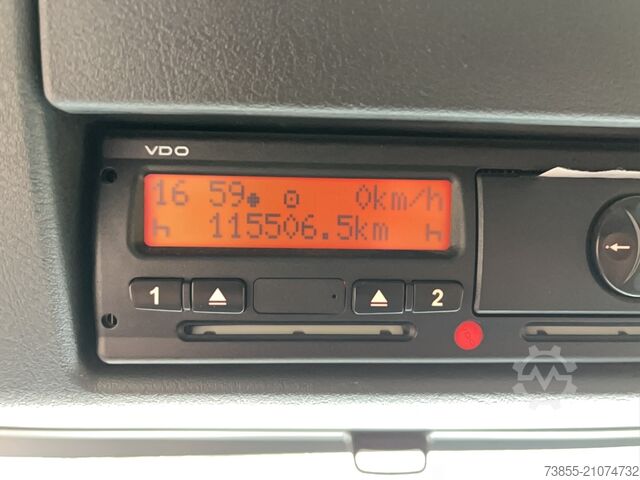 VDO
16 59 0km/h
h 115506.5km h
1 2
73855-21074732